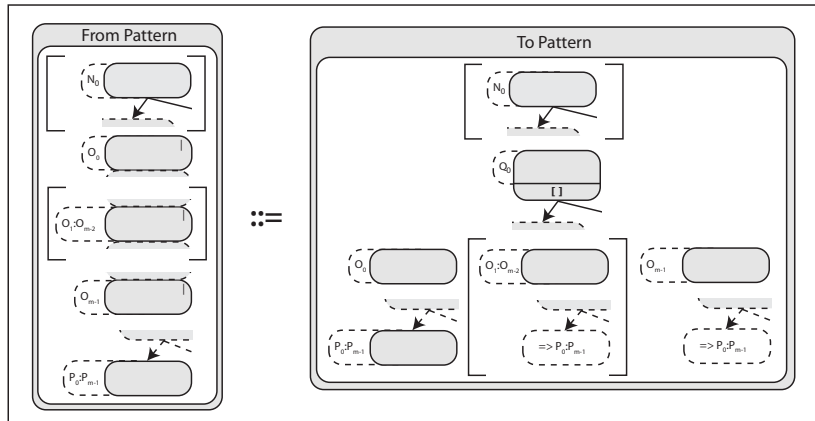 From Pattern
N₀
O₀
|
O₁:Oₘ₋₂
|
Oₘ₋₁
|
P₀:Pₘ₋₁
::=
To Pattern
N₀
Q₀
[ ]
O₀
O₁:Oₘ₋₂
Oₘ₋₁
P₀:Pₘ₋₁
=> P₀:Pₘ₋₁
=> P₀:Pₘ₋₁